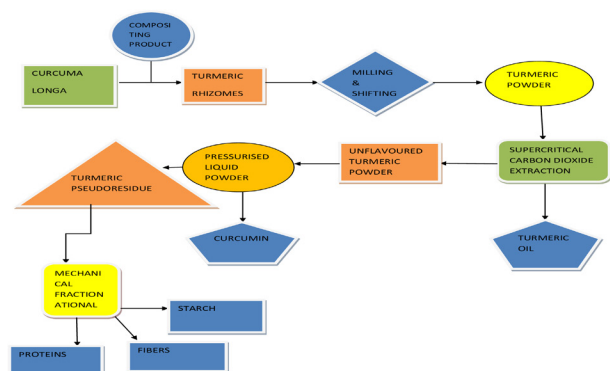 COMPOSI
TING
PRODUCT
CURCUMA
LONGA
TURMERIC
RHIZOMES
MILLING
&
SHIFTING
TURMERIC
POWDER
TURMERIC
PSEUDORESIDUE
PRESSURISED
LIQUID
POWDER
UNFLAVOURED
TURMERIC
POWDER
SUPERCRITICAL
CARBON DIOXIDE
EXTRACTION
CURCUMIN
TURMERIC
OIL
MECHANI
CAL
FRACTION
ATIONAL
STARCH
PROTEINS
FIBERS